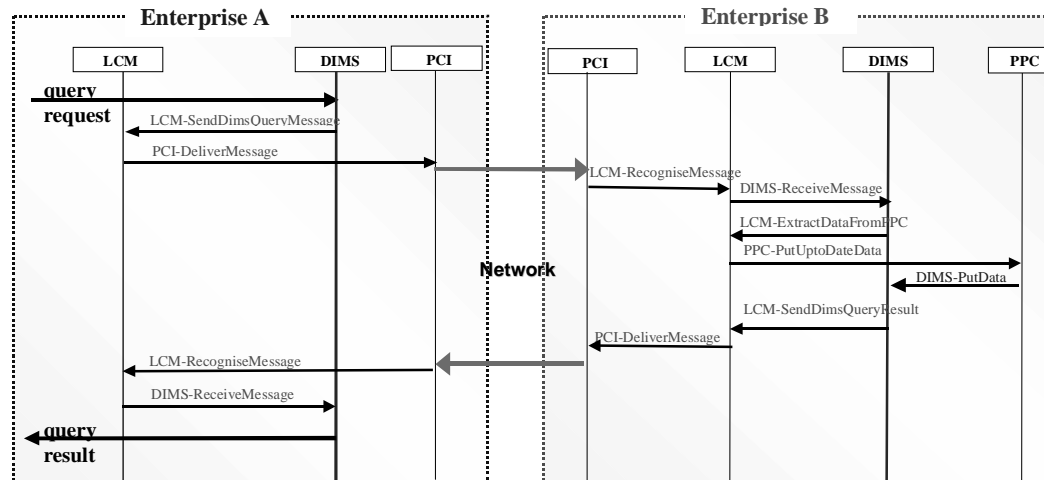 Enterprise A
Enterprise B
LCM
DIMS
PCI
PCI
LCM
DIMS
PPC
query
request
LCM-SendDimsQueryMessage
PCI-DeliverMessage
LCM-RecogniseMessage
DIMS-ReceiveMessage
LCM-ExtractDataFromPPC
PPC-PutUptoDateData
Network
DIMS-PutData
LCM-SendDimsQueryResult
PCI-DeliverMessage
LCM-RecogniseMessage
DIMS-ReceiveMessage
query
result